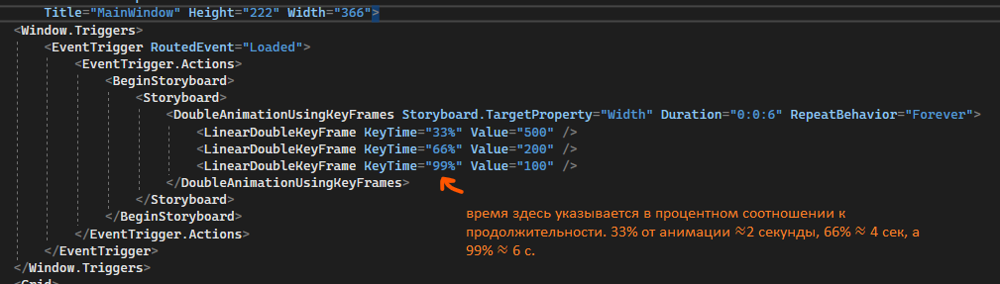 Title="MainWindow" Height="222" Width="366">
<Window.Triggers>
<EventTrigger RoutedEvent="Loaded">
<EventTrigger.Actions>
<BeginStoryboard>
<Storyboard>
<DoubleAnimationUsingKeyFrames Storyboard.TargetProperty="Width" Duration="0:0:6" RepeatBehavior="Forever">
<LinearDoubleKeyFrame KeyTime="33%" Value="500" />
<LinearDoubleKeyFrame KeyTime="66%" Value="200" />
<LinearDoubleKeyFrame KeyTime="99%" Value="100" />
</DoubleAnimationUsingKeyFrames>
</Storyboard>
</BeginStoryboard>
</EventTrigger.Actions>
</EventTrigger>
</Window.Triggers>
<Grid>
время здесь указывается в процентном соотношении к
продолжительности. 33% от анимации ≈2 секунды, 66% ≈ 4 сек, а
99% ≈ 6 с.